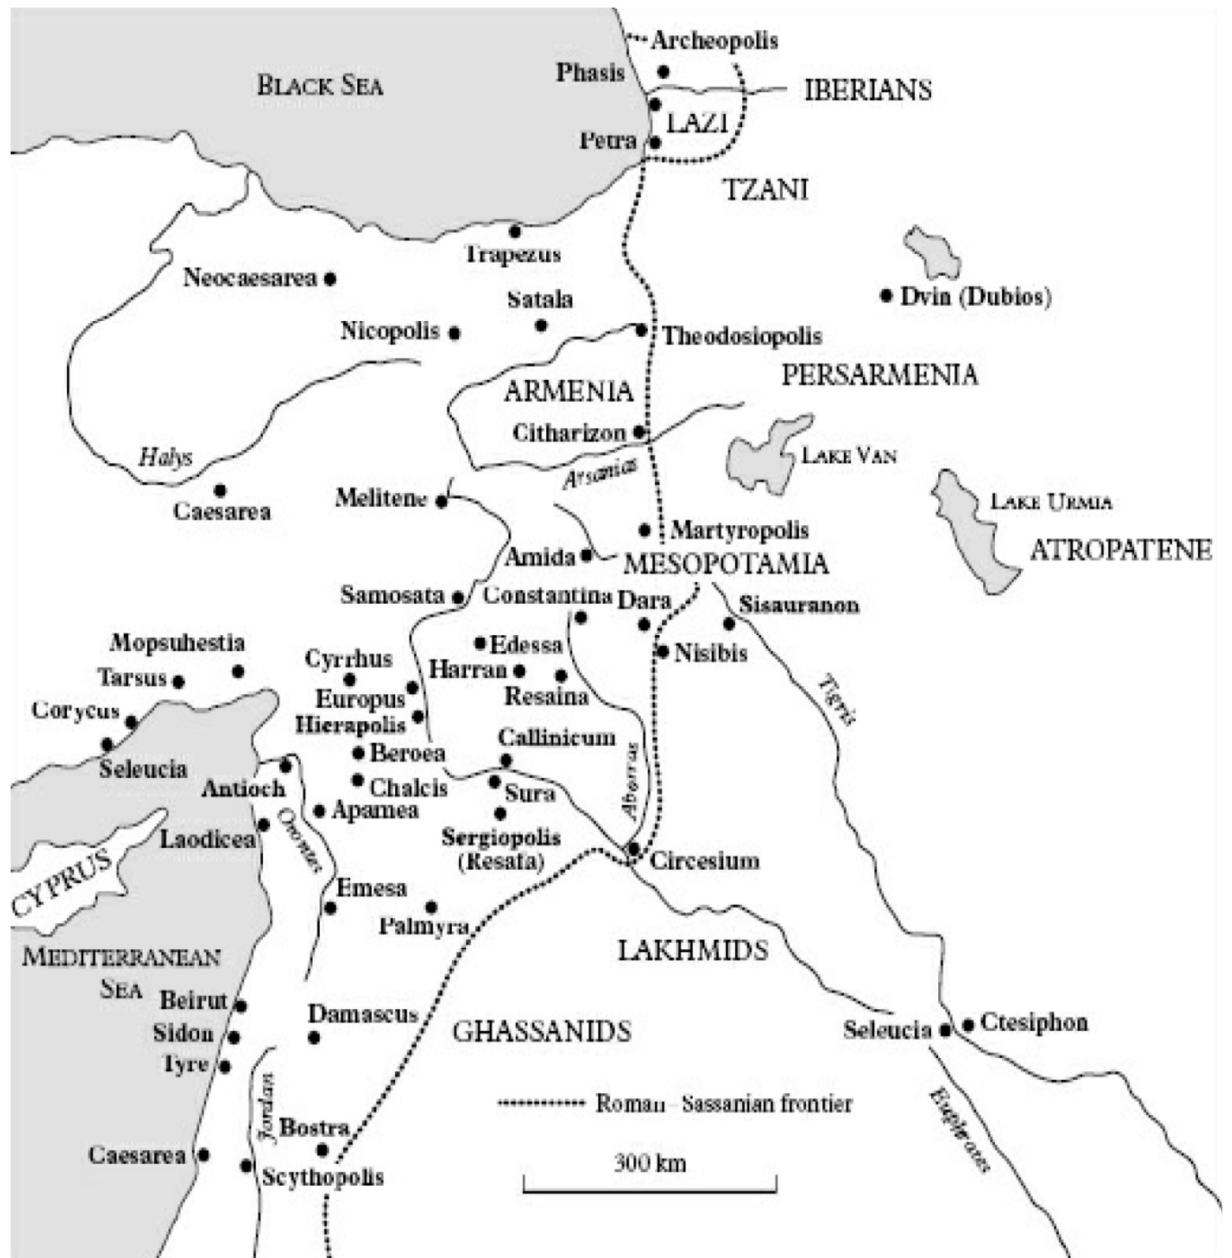 Archeopolis
Phasis
BLACK SEA
IBERIANS
LAZI
Petra
TZANI
Trapezus
Neocaesarea
Satala
Dvin (Dubios)
Nicopolis
Theodosiopolis
PERSARMENIA
ARMENIA
Citharizon
Halys
LAKE VAN
Arsanias
Caesarea
Melitene
LAKE URMIA
Martyropolis
ATROPATENE
Amida
MESOPOTAMIA
Samosata
Constantina
Dara
Sisauranon
Mopsuhestia
Edessa
Nisibis
Cyrrhus
Harran
Tarsus
Europus
Resaina
Tigris
Corycus
Hierapolis
Callinicum
Beroea
Seleucia
Aborras
Antioch
Chalcis
Sura
Apamea
Laodicea
Orontes
Sergiopolis
(Resafa)
Circesium
CYPRUS
Emesa
Palmyra
LAKHMIDS
MEDITERRANEAN
SEA
Beirut
Damascus
GHASSANIDS
Seleucia
Ctesiphon
Sidon
Tyre
Jordan
Roman–Sassanian frontier
Euphrates
Bostra
Caesarea
300 km
Scythopolis